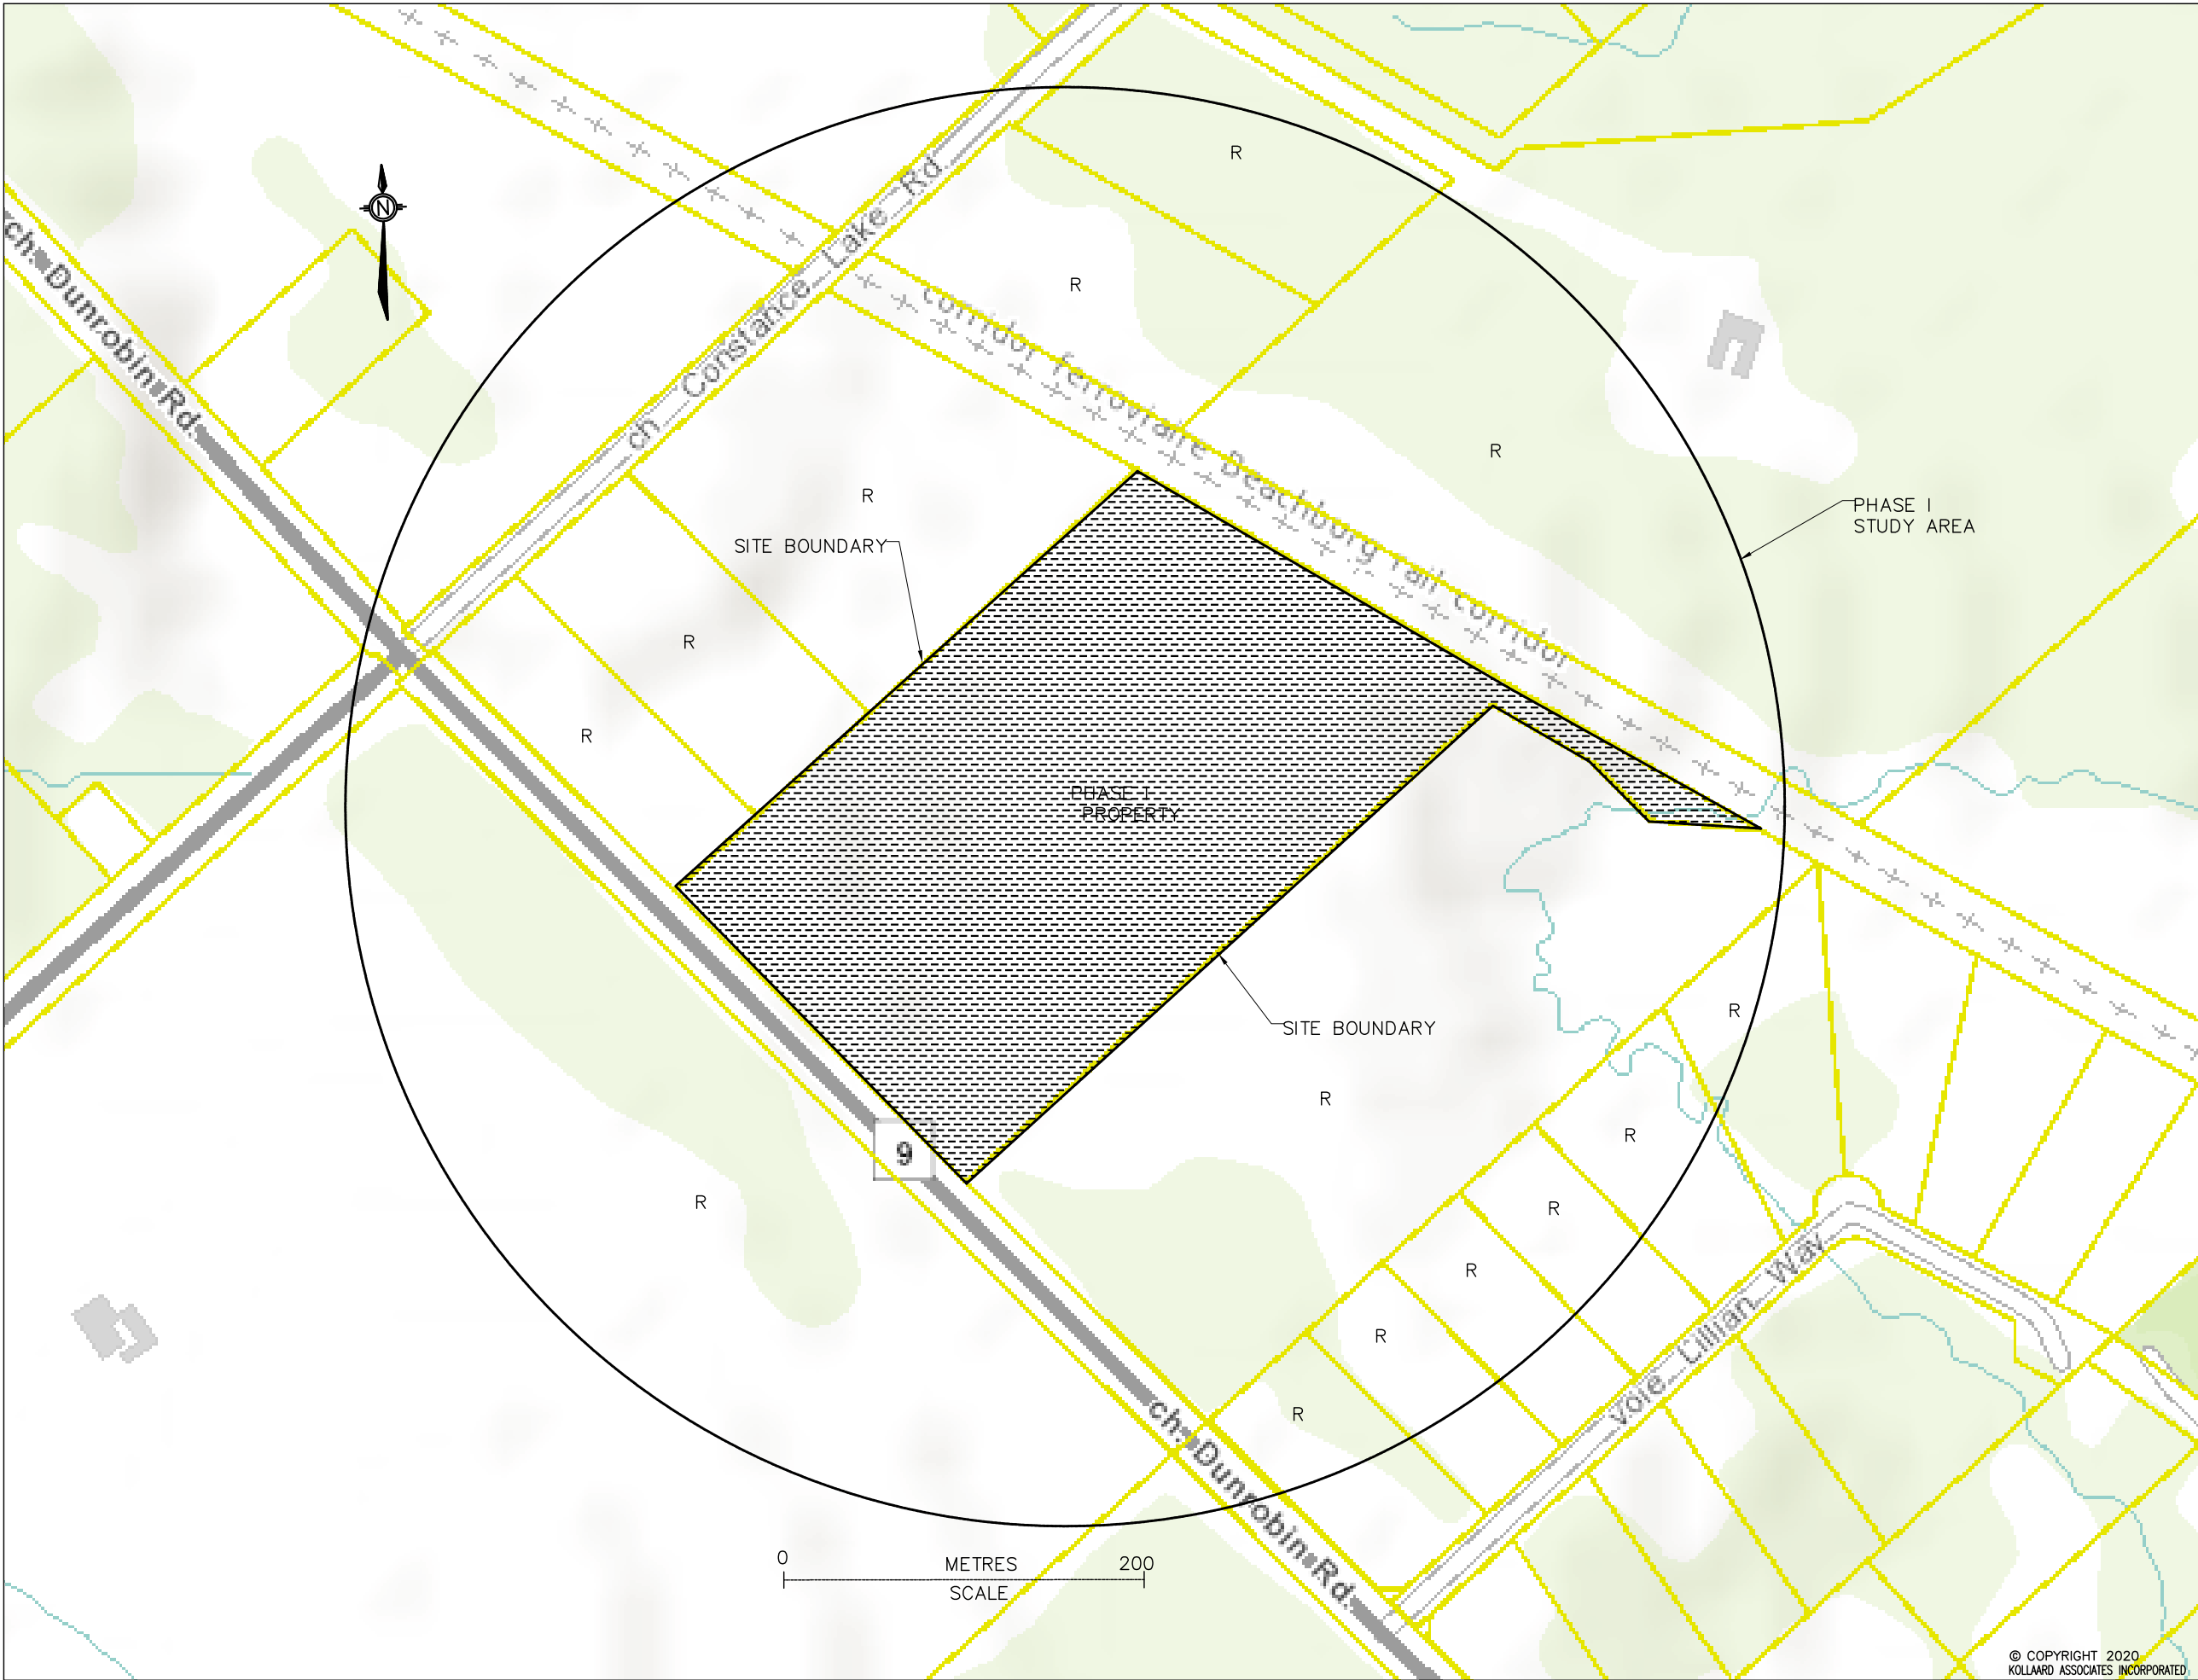 R
N
ch Constance Lake Rd.
ch. Dunrobin Rd.
R
corridor ferroviaire Beachburg rail corridor
R
R
SITE BOUNDARY
PHASE I
STUDY AREA
R
R
PHASE I
PROPERTY
R
SITE BOUNDARY
R
R
9
R
R
R
R
voie Lillian Way
R
ch. Dunrobin Rd.
0 METRES 200
SCALE
© COPYRIGHT 2020
KOLLAARD ASSOCIATES INCORPORATED